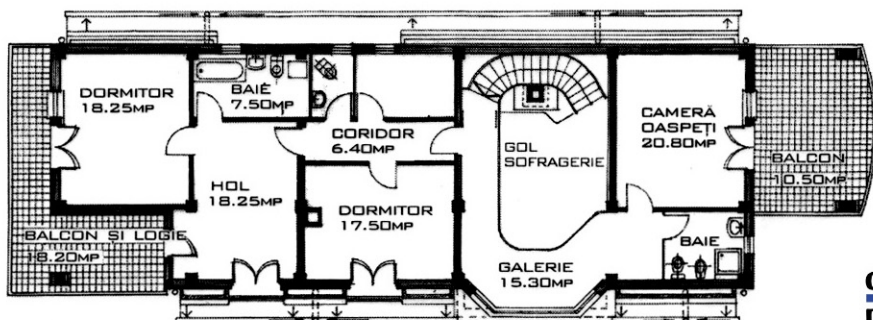 DORMITOR
18.25MP
BAIE
7.50MP
CORIDOR
6.40MP
HOL
18.25MP
DORMITOR
17.50MP
BALCON ȘI LOGIE
18.20MP
GOL
SOFRAGERIE
GALERIE
15.30MP
CAMERĂ
OASPEȚI
20.80MP
BALCON
10.50MP
BAIE